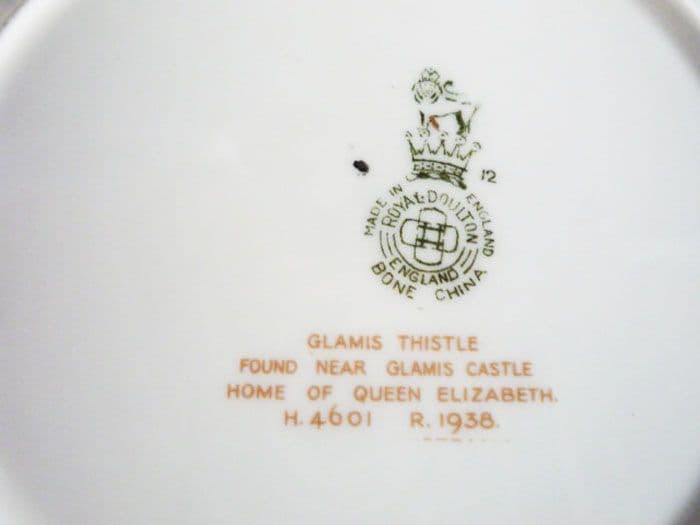 12
MADE IN ENGLAND
ROYAL·DOULTON
ENGLAND
BONE CHINA
GLAMIS THISTLE
FOUND NEAR GLAMIS CASTLE
HOME OF QUEEN ELIZABETH.
H. 4601 R. 1938.